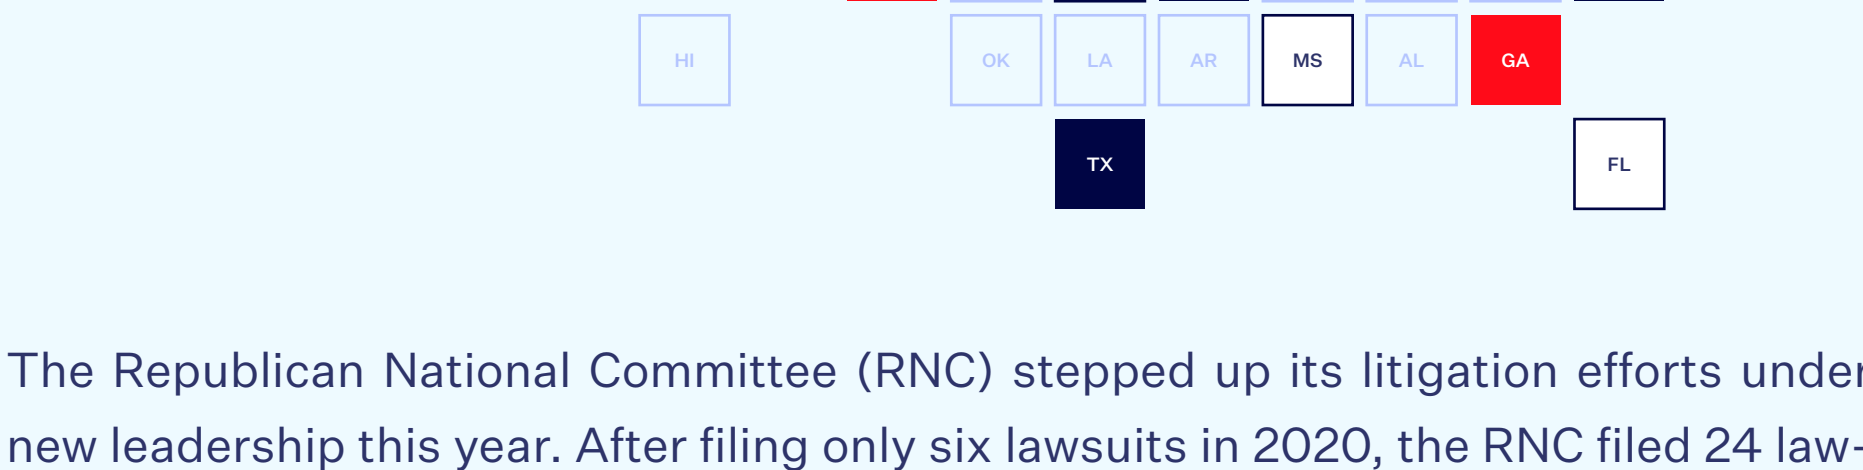 HI OK LA AR MS AL GA
TX FL
The Republican National Committee (RNC) stepped up its litigation efforts under
new leadership this year. After filing only six lawsuits in 2020, the RNC filed 24 law-